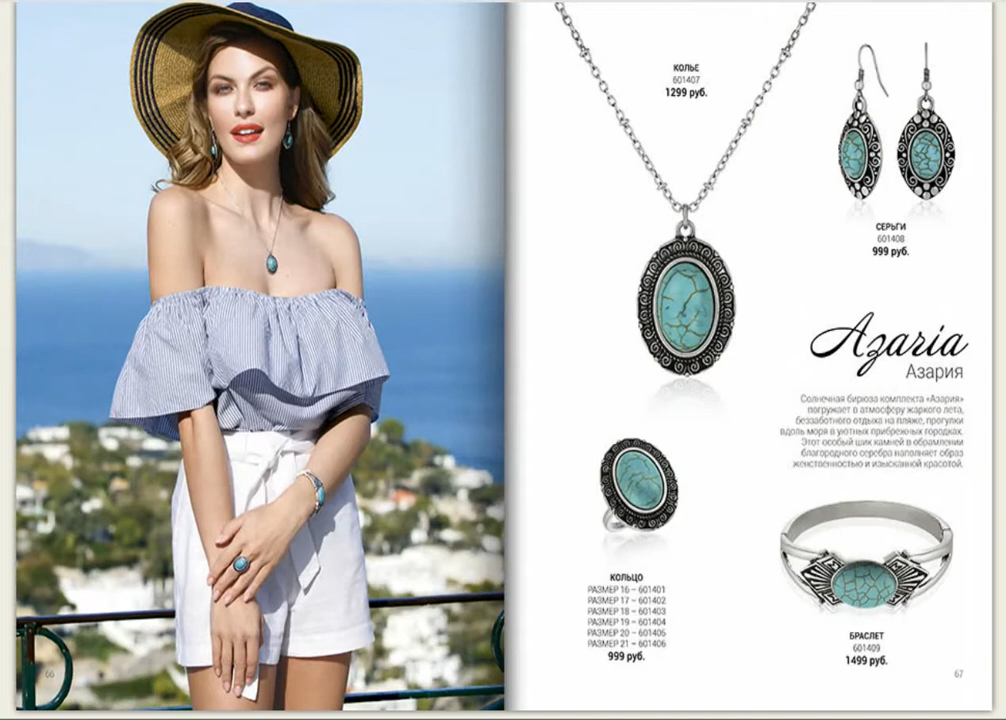 КОЛЬЕ
601407
1299 руб.
СЕРЬГИ
601408
999 руб.
Azaria
Азария
Солнечная бирюза комплекта «Азария»
погружает в атмосферу жаркого лета,
беззаботного отдыха на пляже, прогулки
вдоль моря в уютных прибрежных городках.
Этот особый шик камней в обрамлении
благородного серебра наполняет образ
женственностью и изысканной красотой.
КОЛЬЦО
РАЗМЕР 16 – 601401
РАЗМЕР 17 – 601402
РАЗМЕР 18 – 601403
РАЗМЕР 19 – 601404
РАЗМЕР 20 – 601405
РАЗМЕР 21 – 601406
999 руб.
БРАСЛЕТ
601409
1499 руб.
66
67